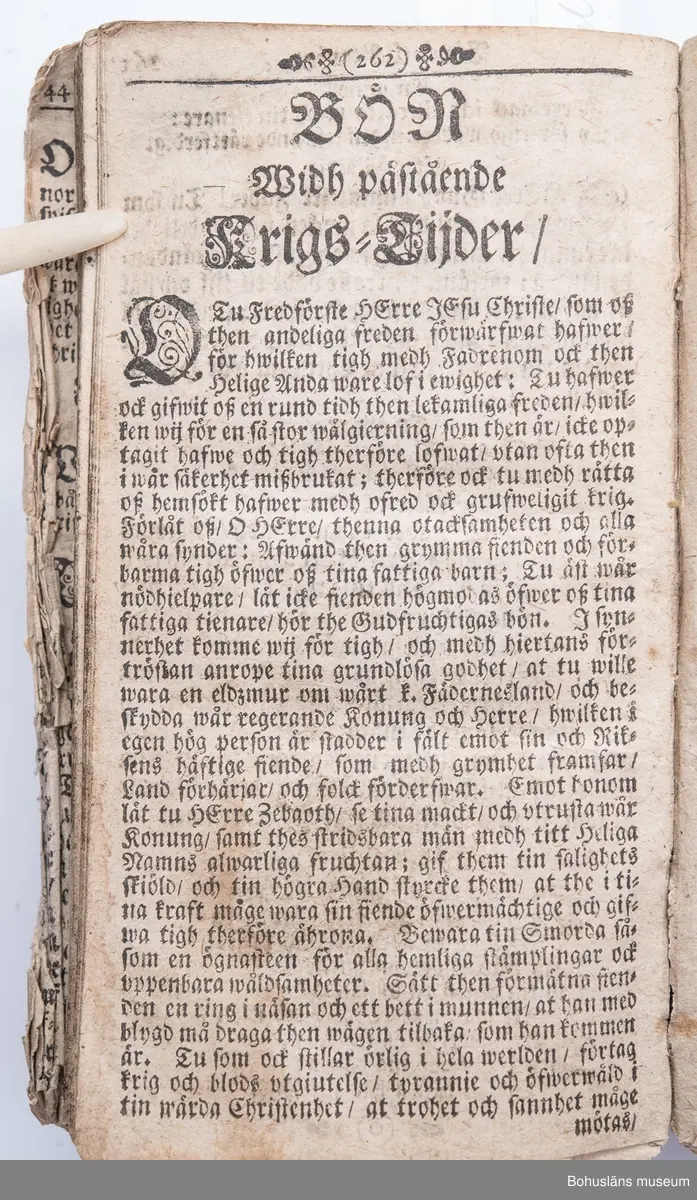 (262)
BÖN
Widh påstående
Krigs-Tijder/
O Tu Fredförste HErre JEsu Christe/ som oß
then andeliga freden förwärfwat hafwer/
för hwilken tigh medh Fadrenom ock then
Helige Anda ware lof i ewighet: Tu hafwer
ock gifwit oß en rund tidh then lekamliga freden/ hwil-
ken wij för en så stor wälgierning/ som then är/ icke op-
tagit hafwe och tigh therföre lofwat/ vtan ofta then
i wår säkerhet mißbrukat; therföre ock tu medh rätta
oß hemsökt hafwer medh ofred ock grufweligit krig.
Förlåt oß/ O HErre/ thenna otacksamheten och alla
wåra synder: Afwänd then grymma fienden och för-
barma tigh öfwer oß tina fattiga barn; Tu äst wår
nödhielpare/ låt icke fienden högmodas öfwer oß tina
fattiga tienare/ hör the Gudfruchtigas bön. I syn-
nerhet komme wij för tigh/ och medh hiertans för-
tröstan anrope tina grundlösa godhet/ at tu wille
wara en eldzmur om wårt k. Fädernesland/ och be-
skydda wår regerande Konung och Herre/ hwilken i
egen hög person är stadder i fält emot sin och Rik-
sens häftige fiende/ som medh grymhet framfar/
Land förhärjar/ och folck förderfwar. Emot honom
låt tu HErre Zebaoth/ se tina mackt/ och vtrusta wår
Konung/ samt thes stridsbara män medh titt Heliga
Namns alwarliga fruchtan; gif them tin salighets
skiöld/ och tin högra Hand styrcke them/ at the i ti-
na kraft måge wara sin fiende öfwermächtige och gif-
wa tigh therföre ährona. Bewara tin Smorda så-
som en ögnasteen för alla hemliga stämplingar ock
vppenbara wåldsamheter. Sätt then förmätna fien-
den en ring i näsan och ett bett i munnen/ at han med
blygd må draga then wägen tilbaka som han kommen
är. Tu som ock stillar örlig i hela werlden/ förtag
krig och blods vtgiutelse/ tyrannie och öfwerwåld i
tin wärda Christenhet/ at trohet och sannhet måge
mötas/
44
Bohusläns museum